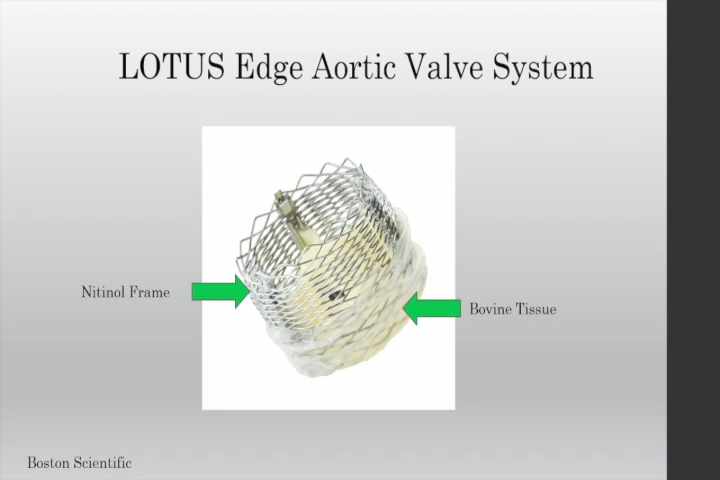 LOTUS Edge Aortic Valve System
Nitinol Frame
Bovine Tissue
Boston Scientific